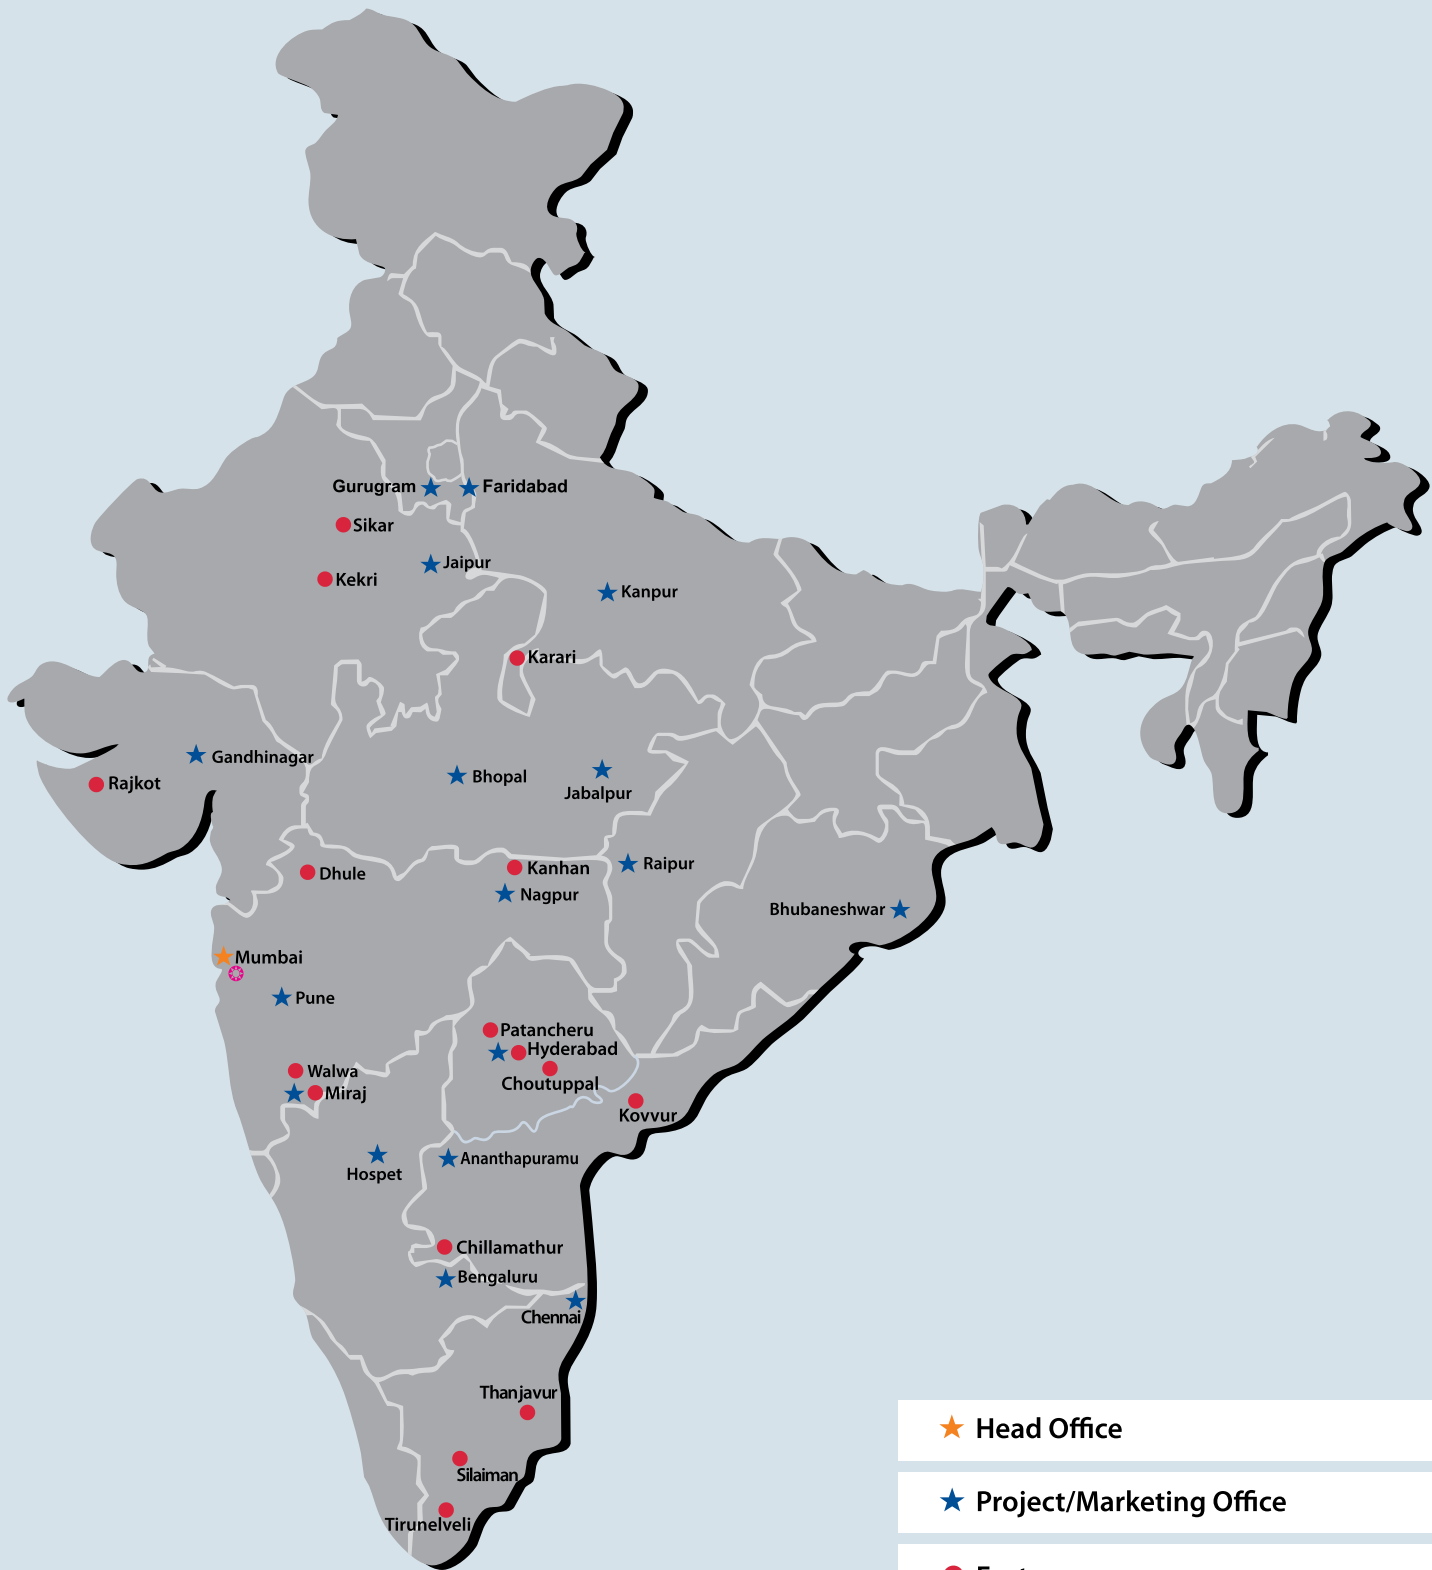 Gurugram
Faridabad
Sikar
Jaipur
Kekri
Kanpur
Karari
Gandhinagar
Rajkot
Bhopal
Jabalpur
Dhule
Kanhan
Raipur
Nagpur
Bhubaneshwar
Mumbai
Pune
Patancheru
Hyderabad
Choutuppal
Walwa
Miraj
Kovvur
Hospet
Ananthapuramu
Chillamathur
Bengaluru
Chennai
Thanjavur
Silaiman
Tirunelveli
Head Office
Project/Marketing Office